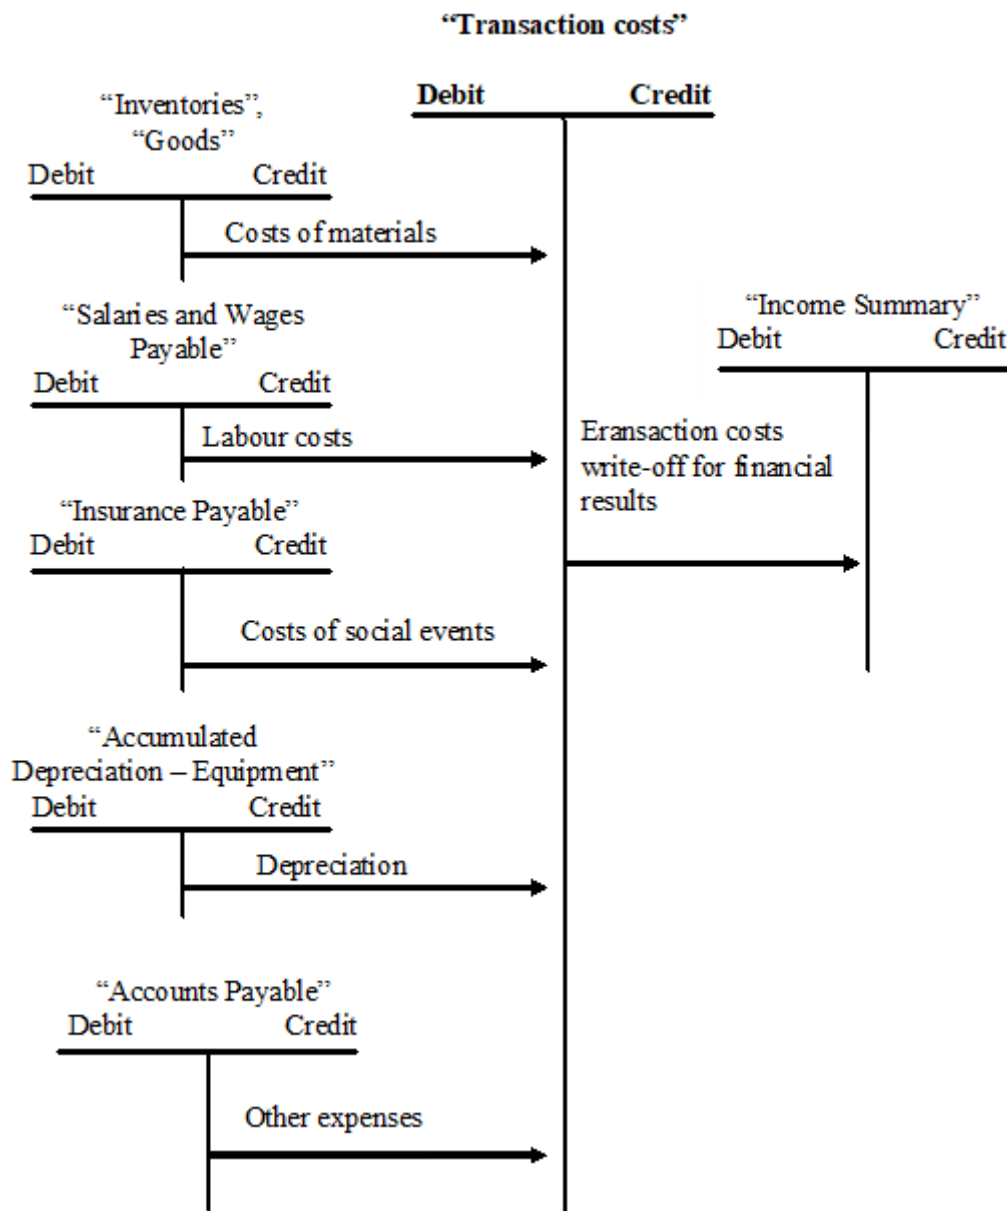 “Transaction costs”
Debit Credit
“Inventories”,
“Goods”
Debit Credit
Costs of materials
“Salaries and Wages
Payable”
Debit Credit
Labour costs
“Insurance Payable”
Debit Credit
Costs of social events
“Accumulated
Depreciation – Equipment”
Debit Credit
Depreciation
“Accounts Payable”
Debit Credit
Other expenses
“Income Summary”
Debit Credit
Eransaction costs
write-off for financial
results